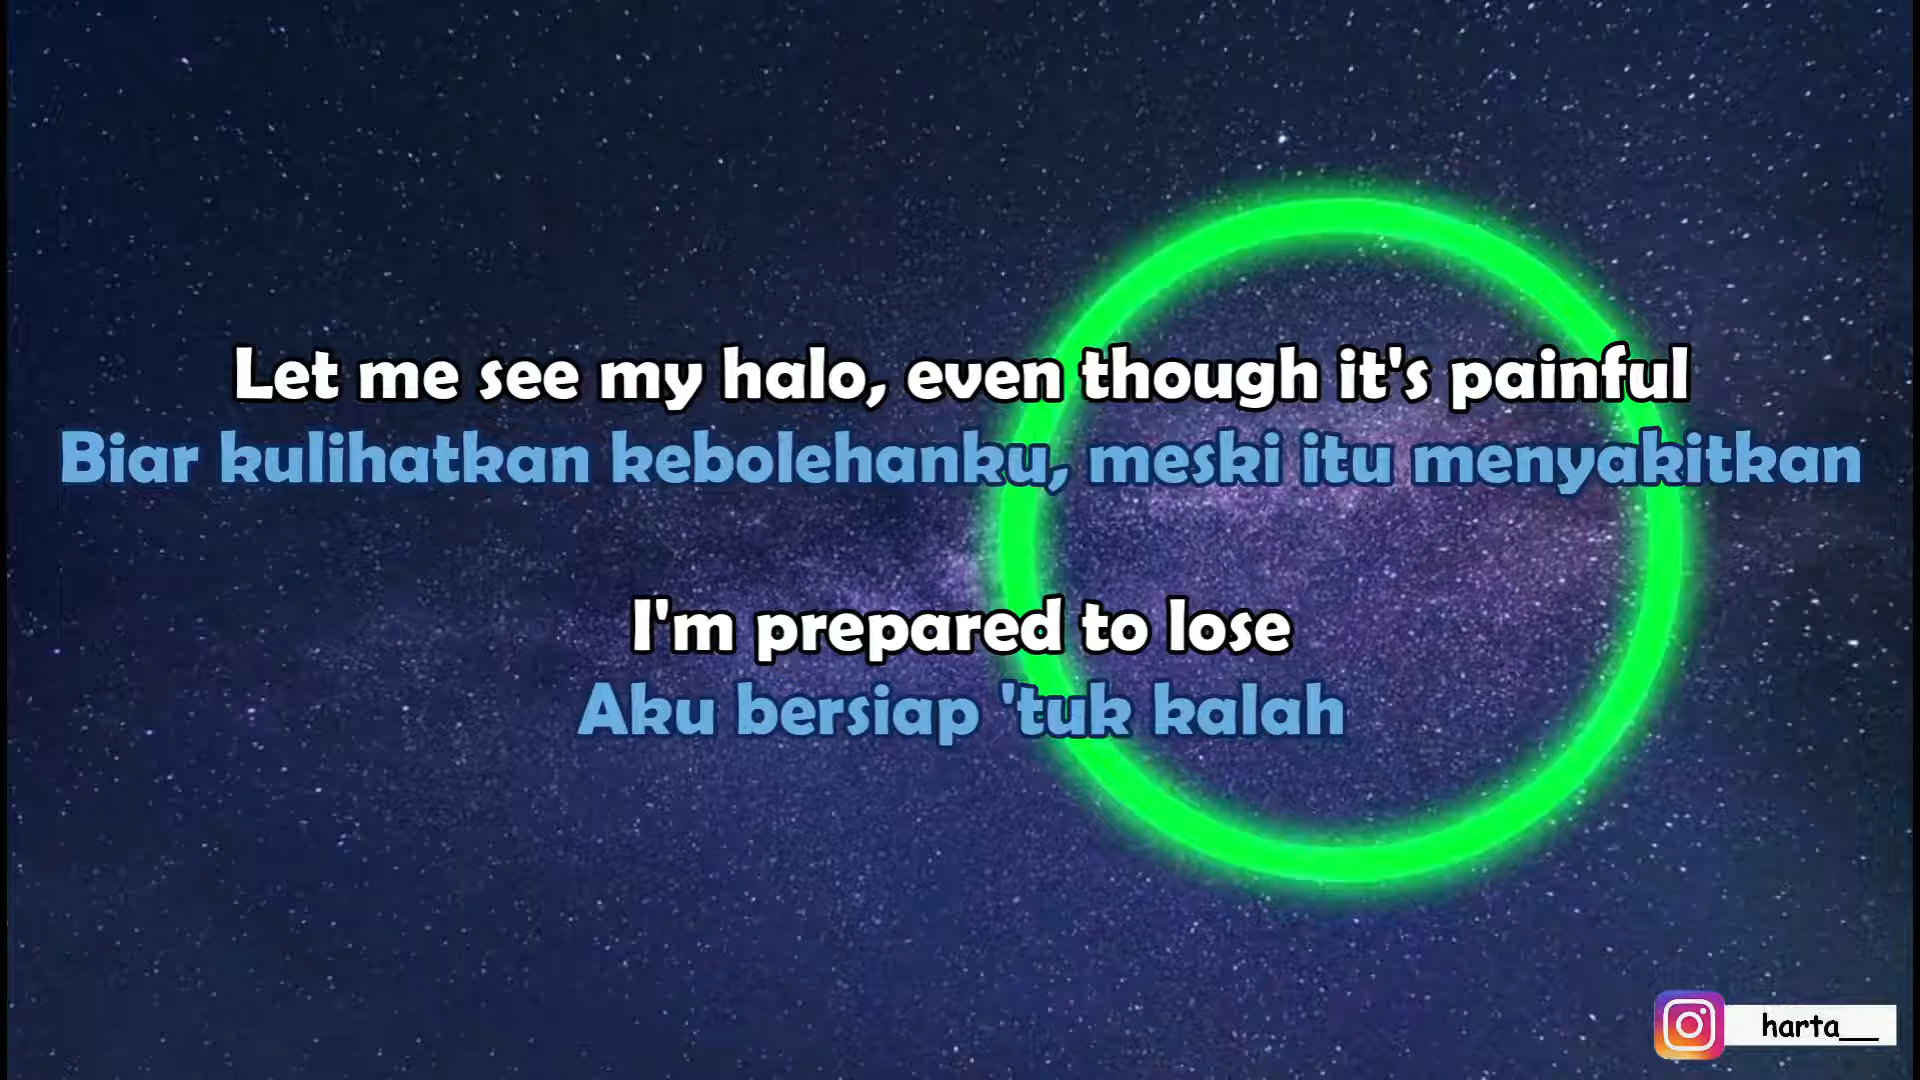 Let me see my halo, even though it's painful
Biar kulihatkan kebolehanku, meski itu menyakitkan
I'm prepared to lose
Aku bersiap 'tuk kalah
harta__